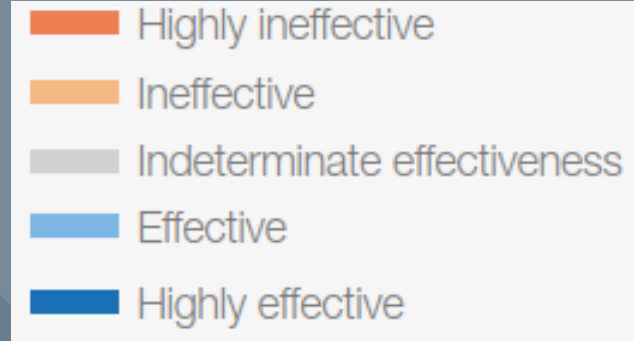 Highly ineffective
Ineffective
Indeterminate effectiveness
Effective
Highly effective